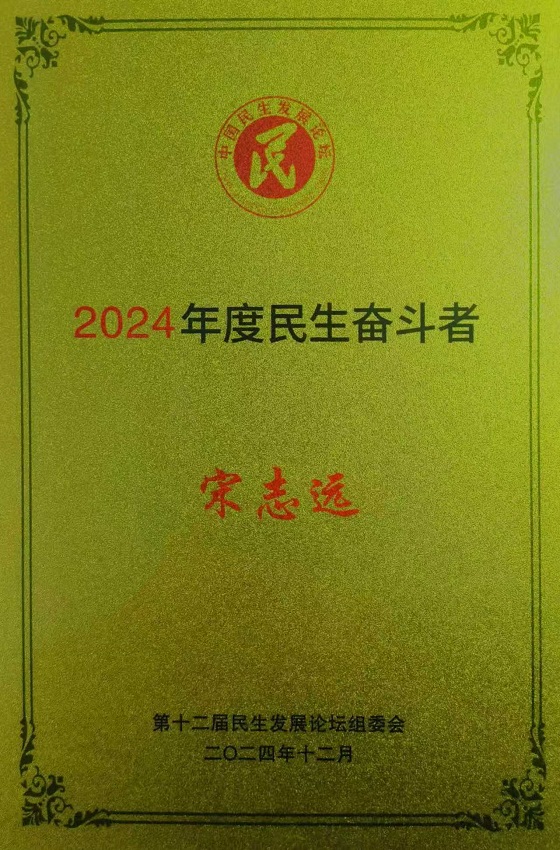 中国民生发展论坛
民
2024年度民生奋斗者
宋志远
第十二届民生发展论坛组委会
二〇二四年十二月